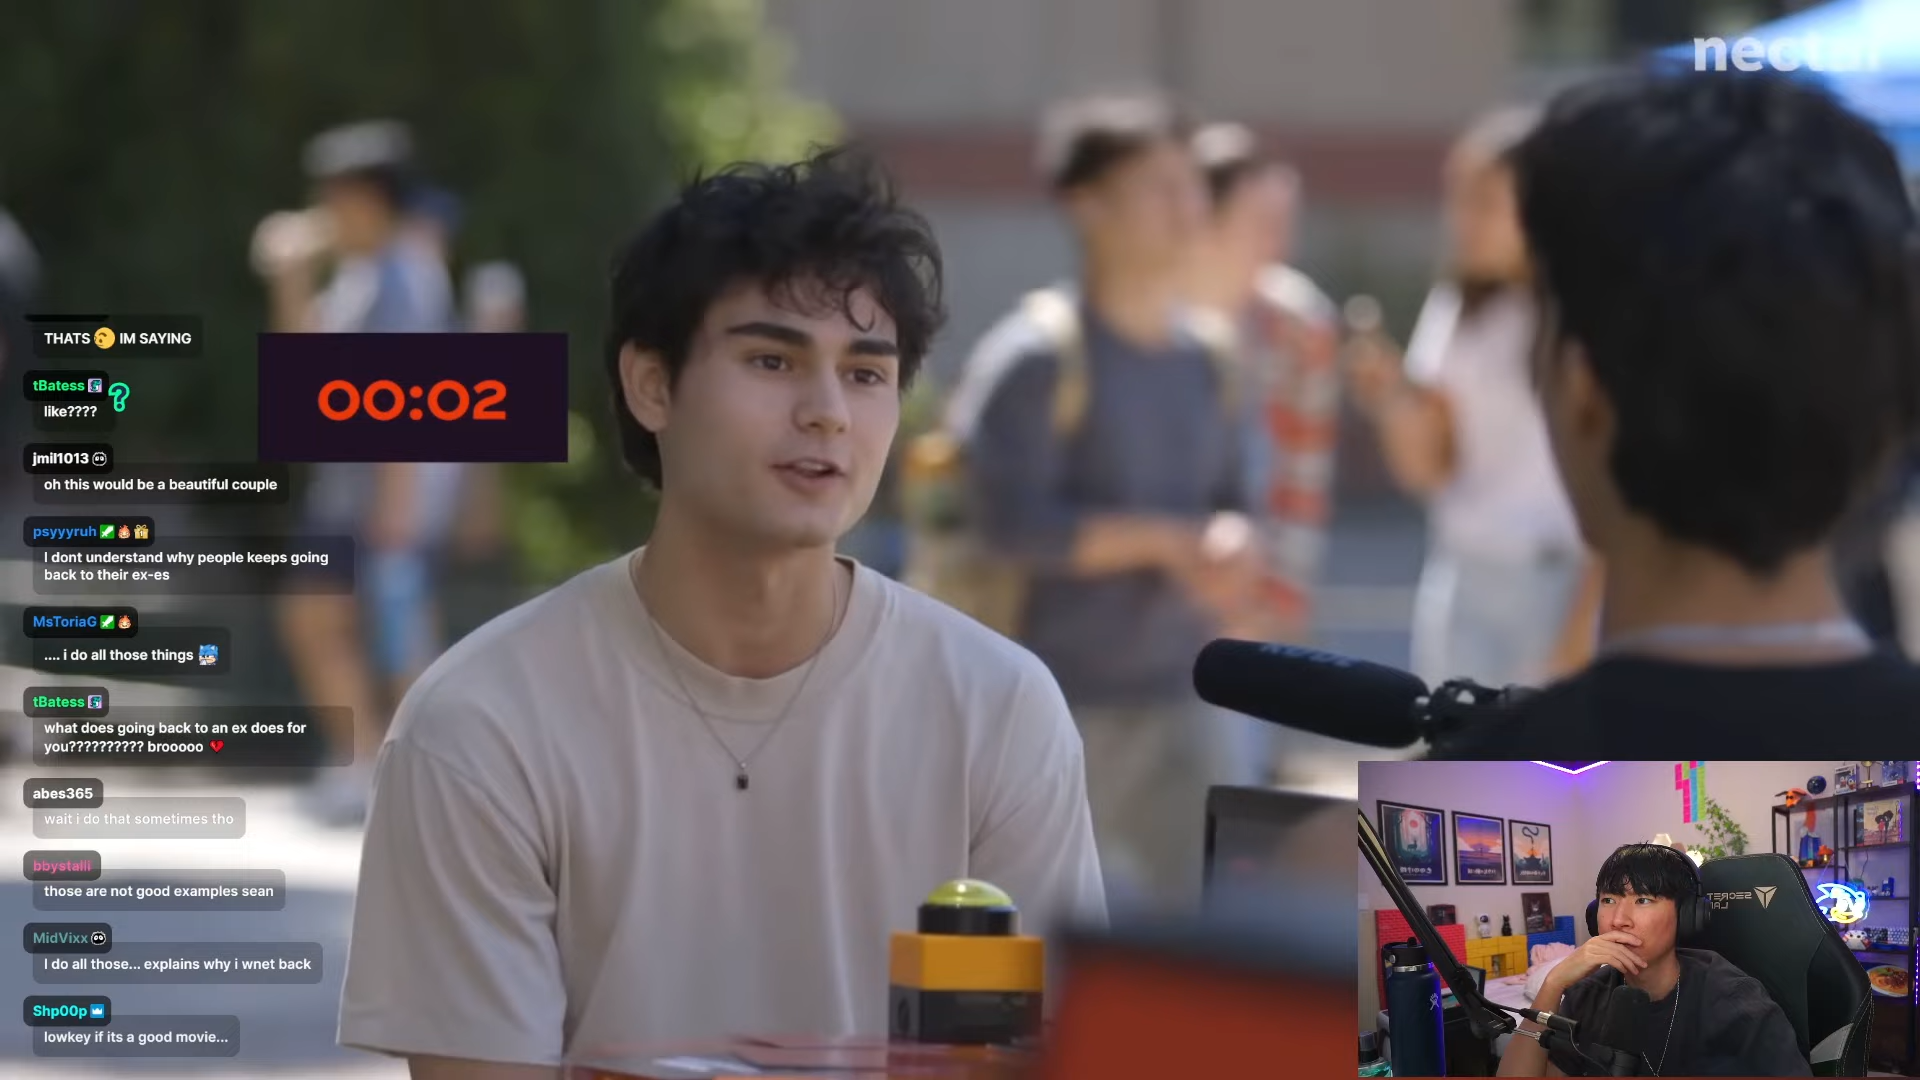 nectar
THATS IM SAYING
00:02
tBatess
like????
jmil1013
oh this would be a beautiful couple
psyyyruh
I dont understand why people keeps going
back to their ex-es
MsToriaG
.... i do all those things
tBatess
what does going back to an ex does for
you?????????? brooooo
abes365
wait i do that sometimes tho
bbystalli
those are not good examples sean
MidVixx
I do all those... explains why i wnet back
Shp00p
lowkey if its a good movie...